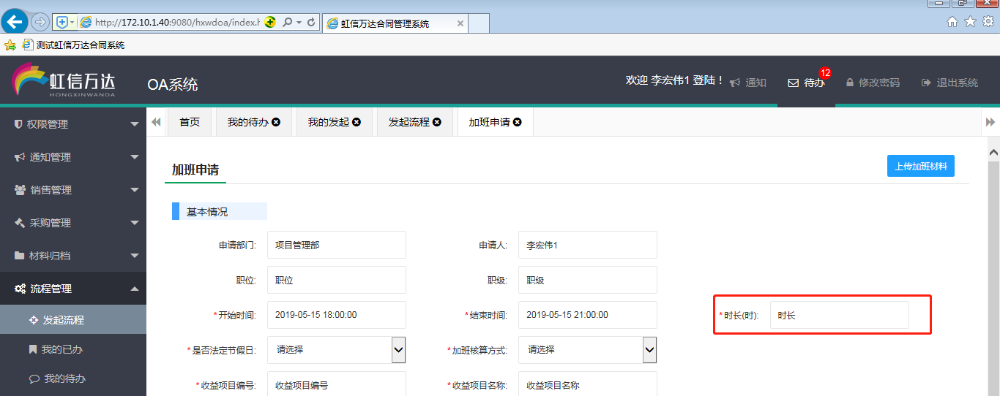 http://172.10.1.40:9080/hxwdoa/index.h
虹信万达合同管理系统
测试虹信万达合同系统
虹信万达
HONGXINWANDA
OA系统
欢迎 李宏伟1 登陆！
通知
待办
12
修改密码
退出系统
权限管理
通知管理
销售管理
采购管理
材料归档
流程管理
发起流程
我的已办
我的待办
首页
我的待办
我的发起
发起流程
加班申请
加班申请
上传加班材料
基本情况
申请部门: 项目管理部
申请人: 李宏伟1
职位: 职位
职级: 职级
*开始时间: 2019-05-15 18:00:00
*结束时间: 2019-05-15 21:00:00
*时长(时): 时长
*是否法定节假日: 请选择
*加班核算方式: 请选择
*收益项目编号: 收益项目编号
*收益项目名称: 收益项目名称